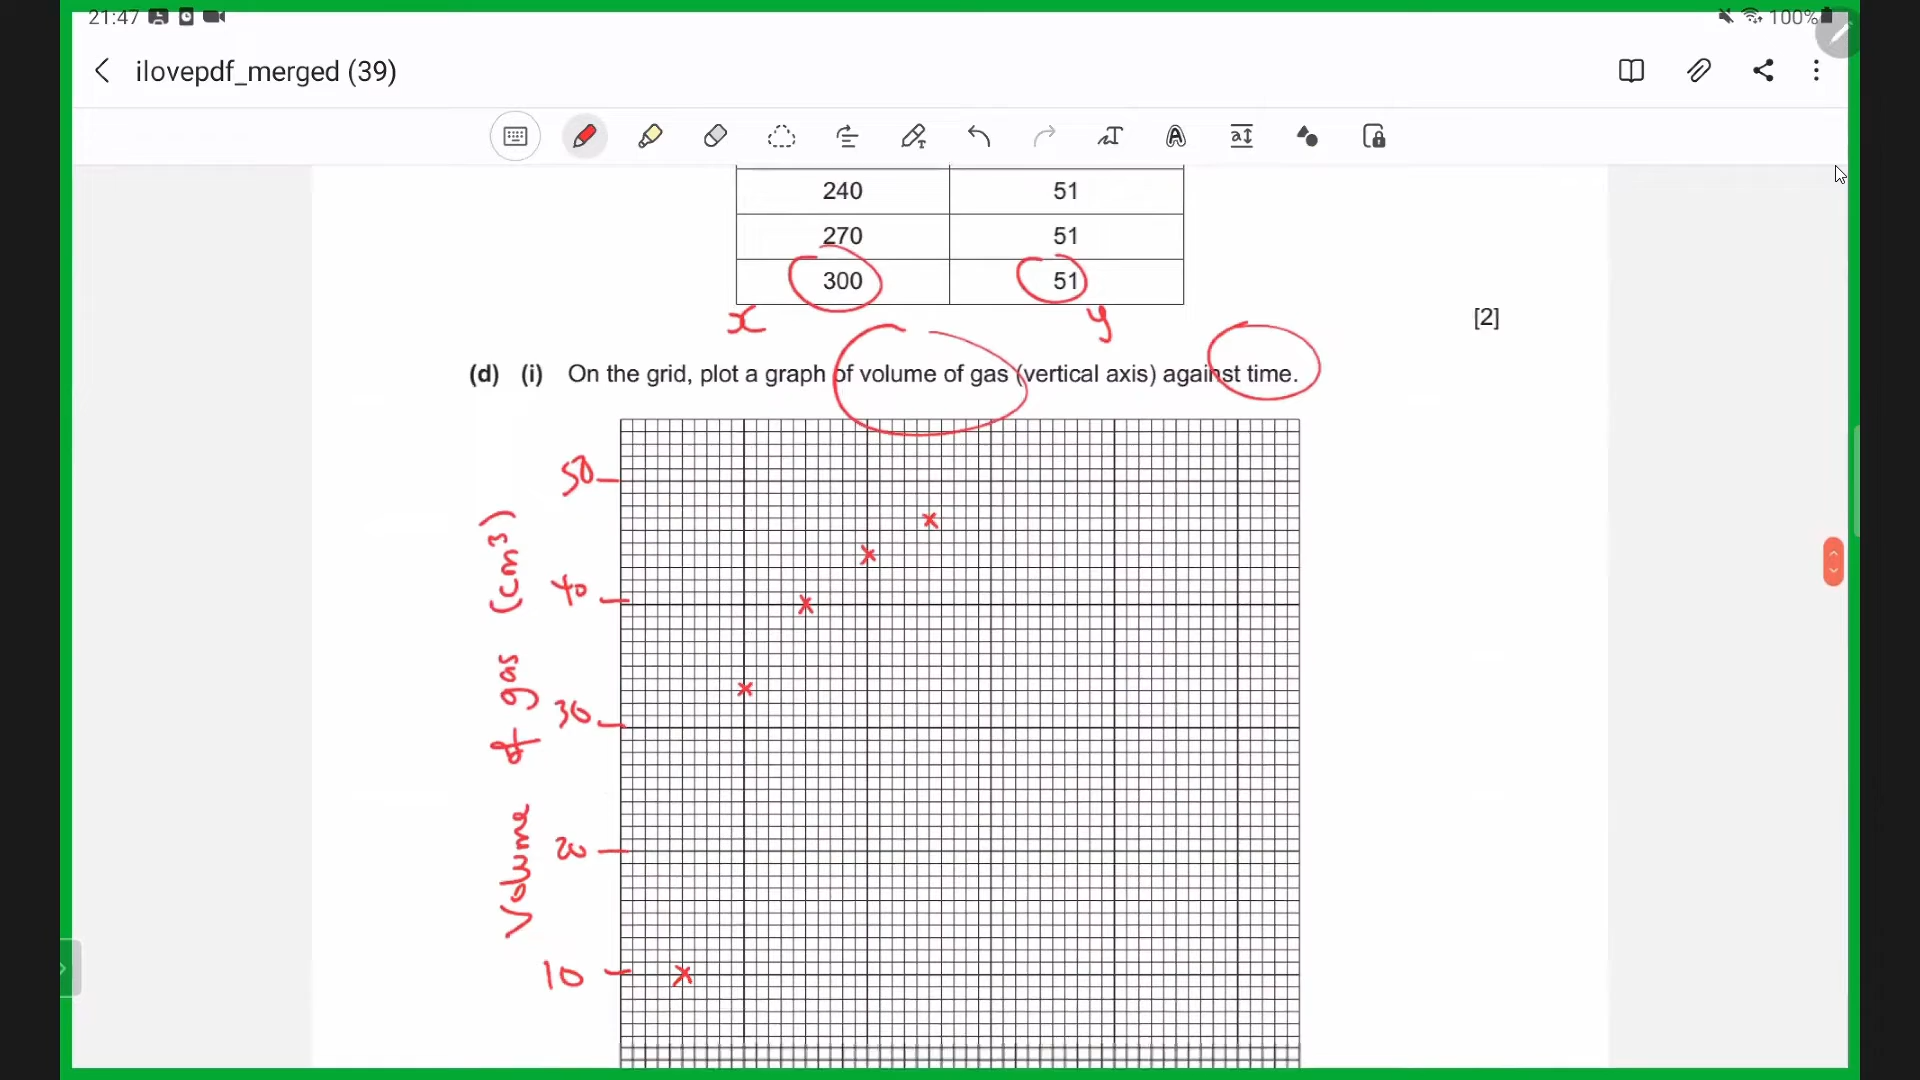 21:47 100%
ilovepdf_merged (39)
240 51
270 51
300 51
x y
[2]
(d) (i) On the grid, plot a graph of volume of gas (vertical axis) against time.
50
40
30
20
10
Volume of gas (cm³)